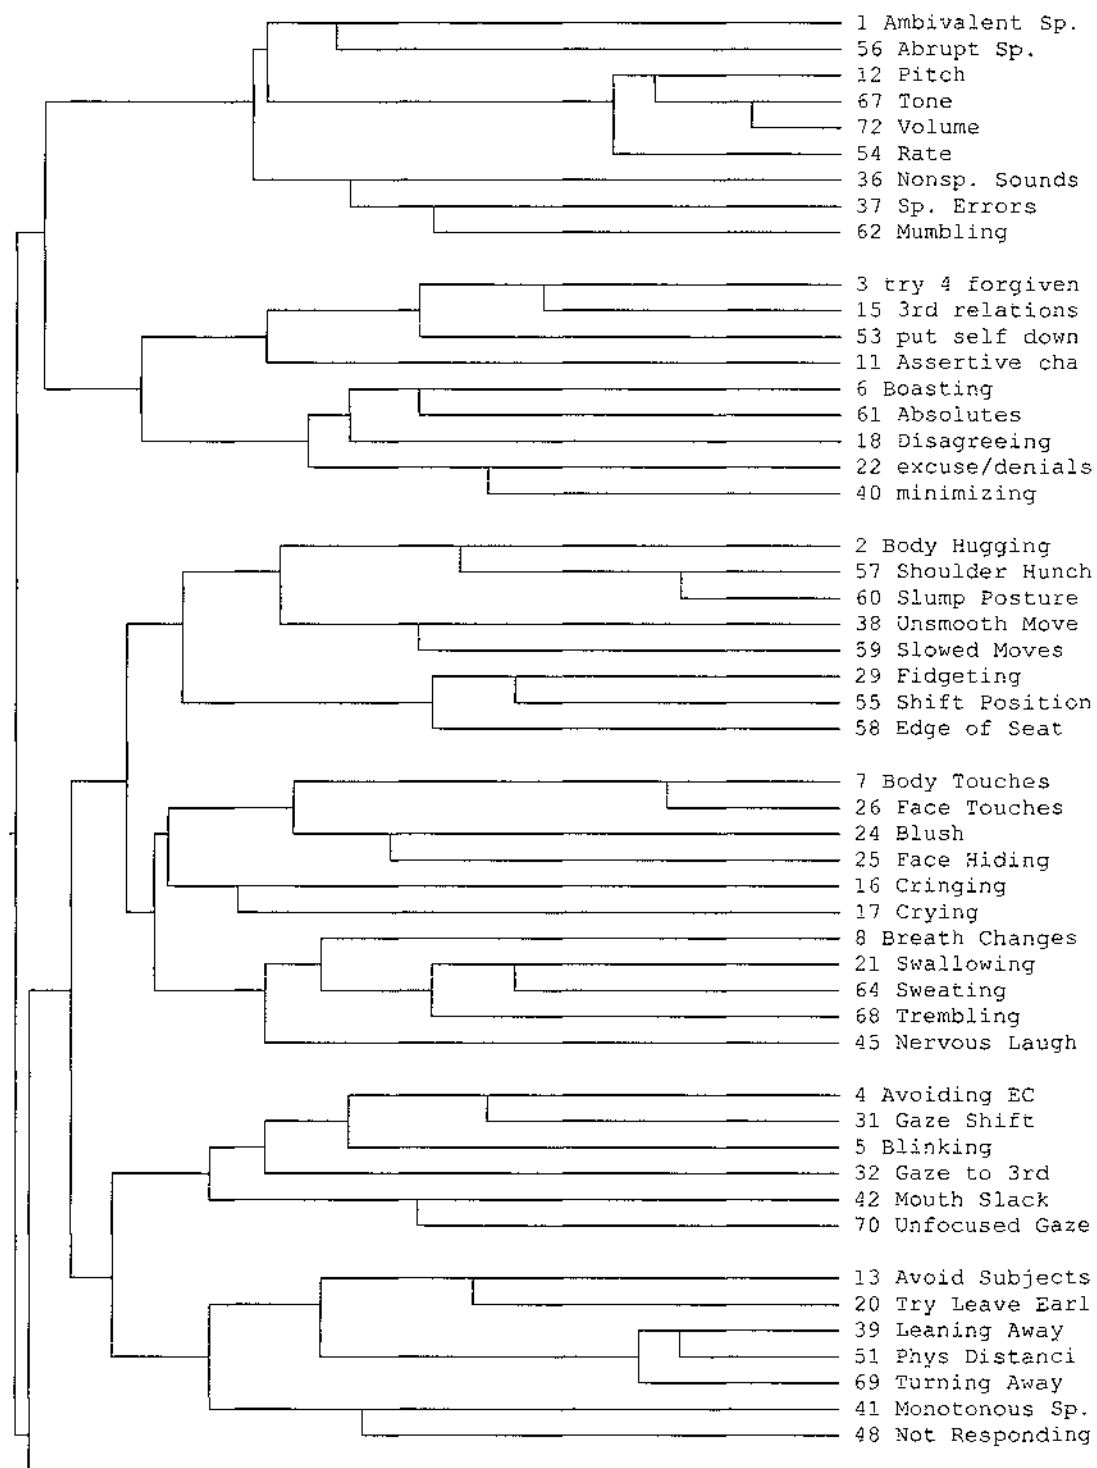 1 Ambivalent Sp.
56 Abrupt Sp.
12 Pitch
67 Tone
72 Volume
54 Rate
36 Nonsp. Sounds
37 Sp. Errors
62 Mumbling
3 try 4 forgiven
15 3rd relations
53 put self down
11 Assertive cha
6 Boasting
61 Absolutes
18 Disagreeing
22 excuse/denials
40 minimizing
2 Body Hugging
57 Shoulder Hunch
60 Slump Posture
38 Unsmooth Move
59 Slowed Moves
29 Fidgeting
55 Shift Position
58 Edge of Seat
7 Body Touches
26 Face Touches
24 Blush
25 Face Hiding
16 Cringing
17 Crying
8 Breath Changes
21 Swallowing
64 Sweating
68 Trembling
45 Nervous Laugh
4 Avoiding EC
31 Gaze Shift
5 Blinking
32 Gaze to 3rd
42 Mouth Slack
70 Unfocused Gaze
13 Avoid Subjects
20 Try Leave Earl
39 Leaning Away
51 Phys Distanci
69 Turning Away
41 Monotonous Sp.
48 Not Responding